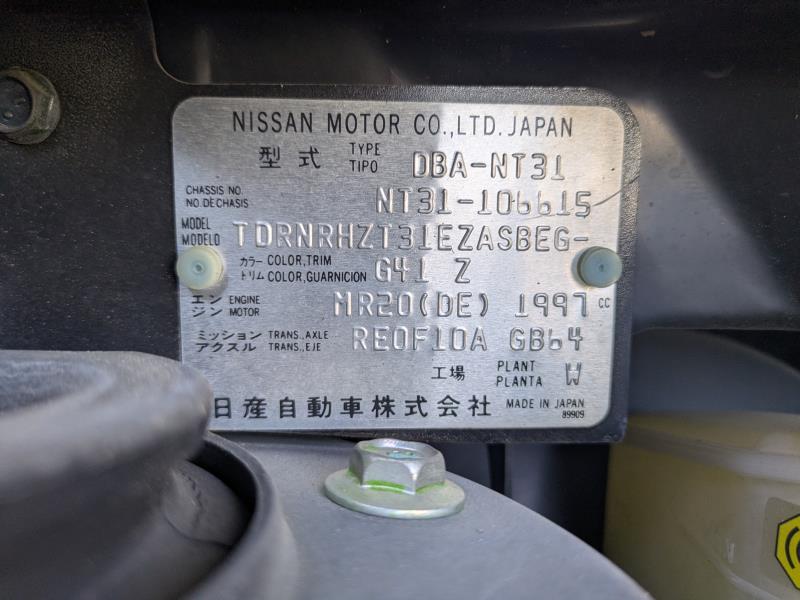 NISSAN MOTOR CO.,LTD. JAPAN
型式 TYPE TIPO DBA-NT31
CHASSIS NO. NO.DECHASIS NT31-106615
MODEL MODELO TDRNRHZT31EZASBEG-
カラー COLOR,TRIM トリム COLOR,GUARNICION G41 Z
エンジン ENGINE MOTOR MR20(DE) 1997 CC
ミッション アクスル TRANS.,AXLE TRANS.,EJE RE0F10A GB64
工場 PLANT PLANTA W
日産自動車株式会社 MADE IN JAPAN
89909